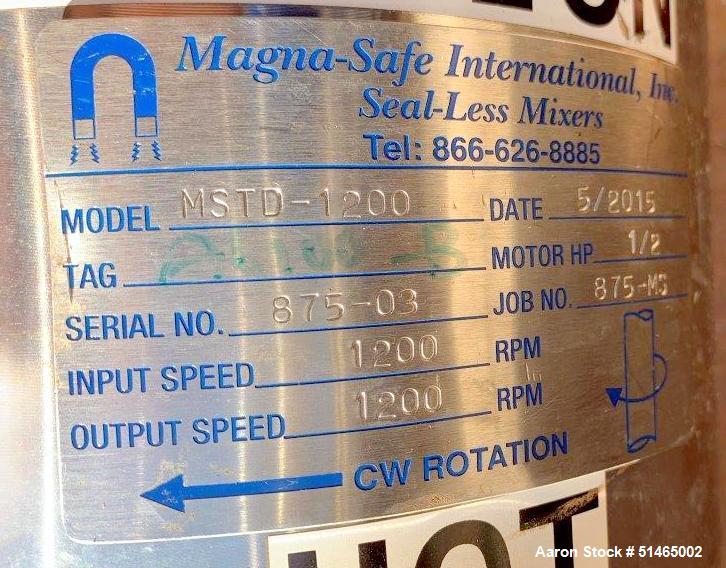 Magna-Safe International, Inc.
Seal-Less Mixers
Tel: 866-626-8885
MODEL MSTD-1200 DATE 5/2015
TAG MOTOR HP 1/2
SERIAL NO. 875-03 JOB NO. 875-MS
INPUT SPEED 1200 RPM
OUTPUT SPEED 1200 RPM
CW ROTATION
HOT
Aaron Stock # 51465002